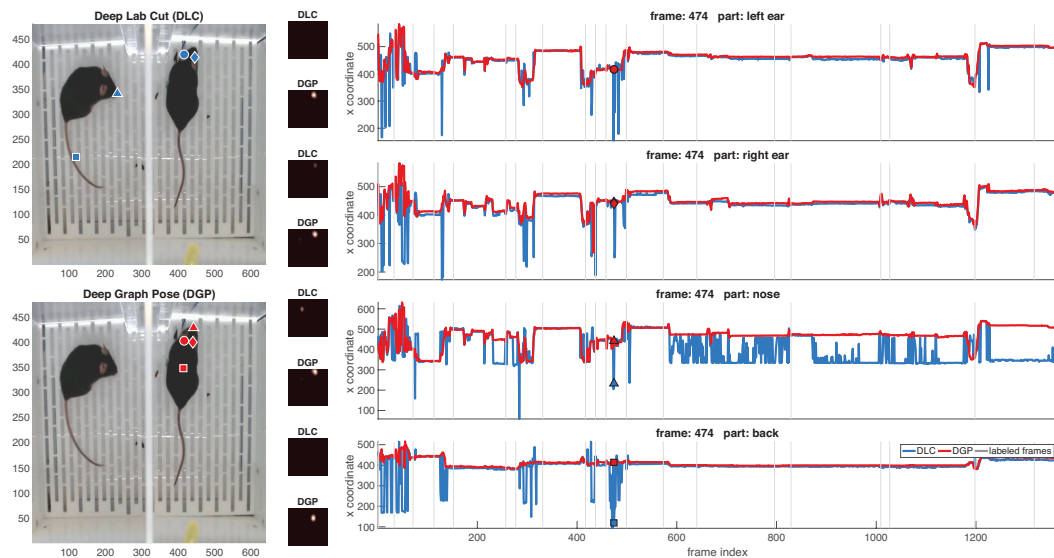 Deep Lab Cut (DLC)
450
400
350
300
250
200
150
100
50
100 200 300 400 500 600
Deep Graph Pose (DGP)
450
400
350
300
250
200
150
100
50
100 200 300 400 500 600
DLC
DGP
DLC
DGP
DLC
DGP
DLC
DGP
frame: 474 part: left ear
x coordinate
500
400
300
200
frame: 474 part: right ear
x coordinate
500
400
300
200
frame: 474 part: nose
x coordinate
600
500
400
300
200
100
frame: 474 part: back
x coordinate
500
400
300
200
100
DLC DGP labeled frames
200 400 600 800 1000 1200
frame index